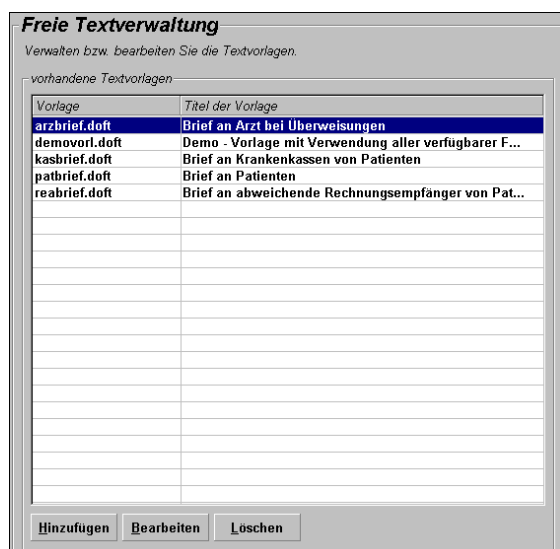 Freie Textverwaltung
Verwalten bzw. bearbeiten Sie die Textvorlagen.
vorhandene Textvorlagen
Vorlage Titel der Vorlage
arzbrief.doft Brief an Arzt bei Überweisungen
demovorl.doft Demo - Vorlage mit Verwendung aller verfügbarer F...
kasbrief.doft Brief an Krankenkassen von Patienten
patbrief.doft Brief an Patienten
reabrief.doft Brief an abweichende Rechnungsempfänger von Pat...
Hinzufügen Bearbeiten Löschen